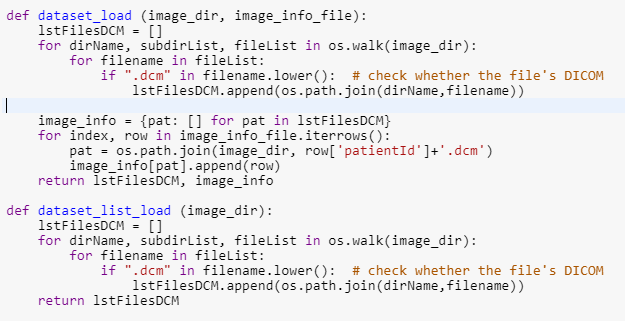 def dataset_load (image_dir, image_info_file):
    lstFilesDCM = []
    for dirName, subdirList, fileList in os.walk(image_dir):
        for filename in fileList:
            if ".dcm" in filename.lower():  # check whether the file's DICOM
                lstFilesDCM.append(os.path.join(dirName,filename))

    image_info = {pat: [] for pat in lstFilesDCM}
    for index, row in image_info_file.iterrows():
        pat = os.path.join(image_dir, row['patientId']+'.dcm')
        image_info[pat].append(row)
    return lstFilesDCM, image_info

def dataset_list_load (image_dir):
    lstFilesDCM = []
    for dirName, subdirList, fileList in os.walk(image_dir):
        for filename in fileList:
            if ".dcm" in filename.lower():  # check whether the file's DICOM
                lstFilesDCM.append(os.path.join(dirName,filename))
    return lstFilesDCM